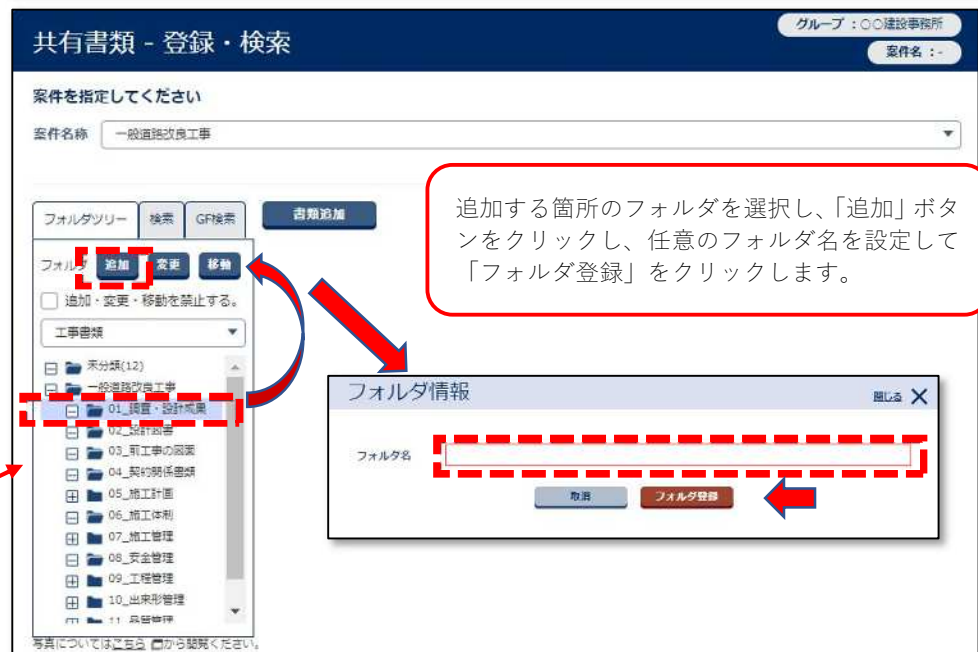 共有書類 - 登録・検索
グループ :○○建設事務所
案件名 :-
案件を指定してください
案件名称 一般道路改良工事
フォルダツリー 検索 GF検索 書類追加
追加する箇所のフォルダを選択し、「追加」ボタ
ンをクリックし、任意のフォルダ名を設定して
「フォルダ登録」をクリックします。
フォルダ 追加 変更 移動
追加・変更・移動を禁止する。
工事書類
未分類(12)
一般道路改良工事
01_調査・設計成果
02_設計図書
03_前工事の図面
04_契約関係書類
05_施工計画
06_施工体制
07_施工管理
08_安全管理
09_工程管理
10_出来形管理
11_品質管理
写真についてはこちら から閲覧ください。
フォルダ情報
閉じる
フォルダ名
取消 フォルダ登録